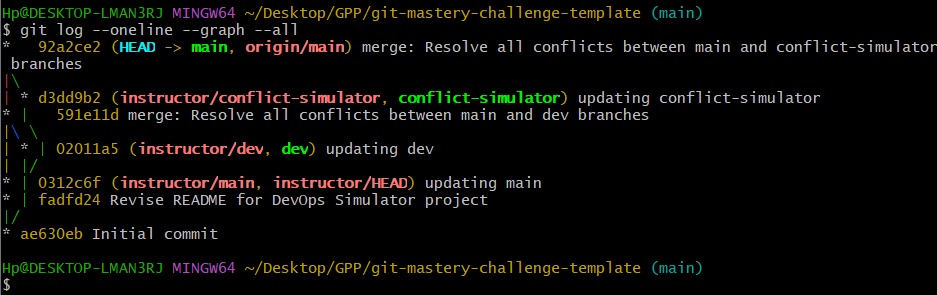 Hp@DESKTOP-LMAN3RJ MINGW64 ~/Desktop/GPP/git-mastery-challenge-template (main)
$ git log --oneline --graph --all
*   92a2ce2 (HEAD -> main, origin/main) merge: Resolve all conflicts between main and conflict-simulator
 branches
|\
| * d3dd9b2 (instructor/conflict-simulator, conflict-simulator) updating conflict-simulator
* |   591e11d merge: Resolve all conflicts between main and dev branches
|\ \
| * | 02011a5 (instructor/dev, dev) updating dev
| |/
* | 0312c6f (instructor/main, instructor/HEAD) updating main
* | fadfd24 Revise README for DevOps Simulator project
|/
* ae630eb Initial commit
Hp@DESKTOP-LMAN3RJ MINGW64 ~/Desktop/GPP/git-mastery-challenge-template (main)
$